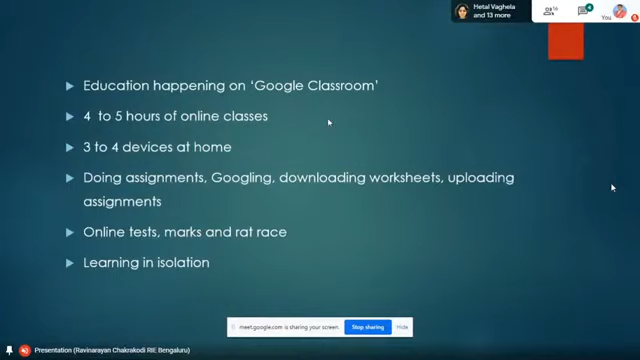 Hetal Vaghela
and 13 more
16
4
You
Education happening on ‘Google Classroom’
4 to 5 hours of online classes
3 to 4 devices at home
Doing assignments, Googling, downloading worksheets, uploading
assignments
Online tests, marks and rat race
Learning in isolation
meet.google.com is sharing your screen.
Stop sharing
Hide
Presentation (Ravinarayan Chakrakodi RIE Bengaluru)